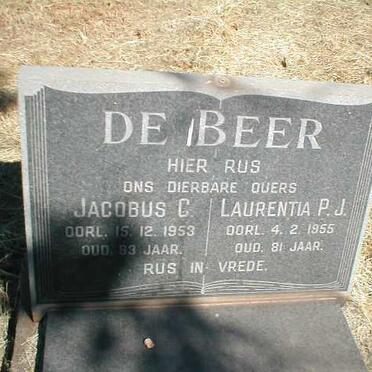 DE BEER
HIER RUS
ONS DIERBARE OUERS
JACOBUS C.
OORL. 15. 12. 1953
OUD 83 JAAR.
LAURENTIA P. J.
OORL. 4. 2. 1955
OUD. 81 JAAR.
RUS IN VREDE.